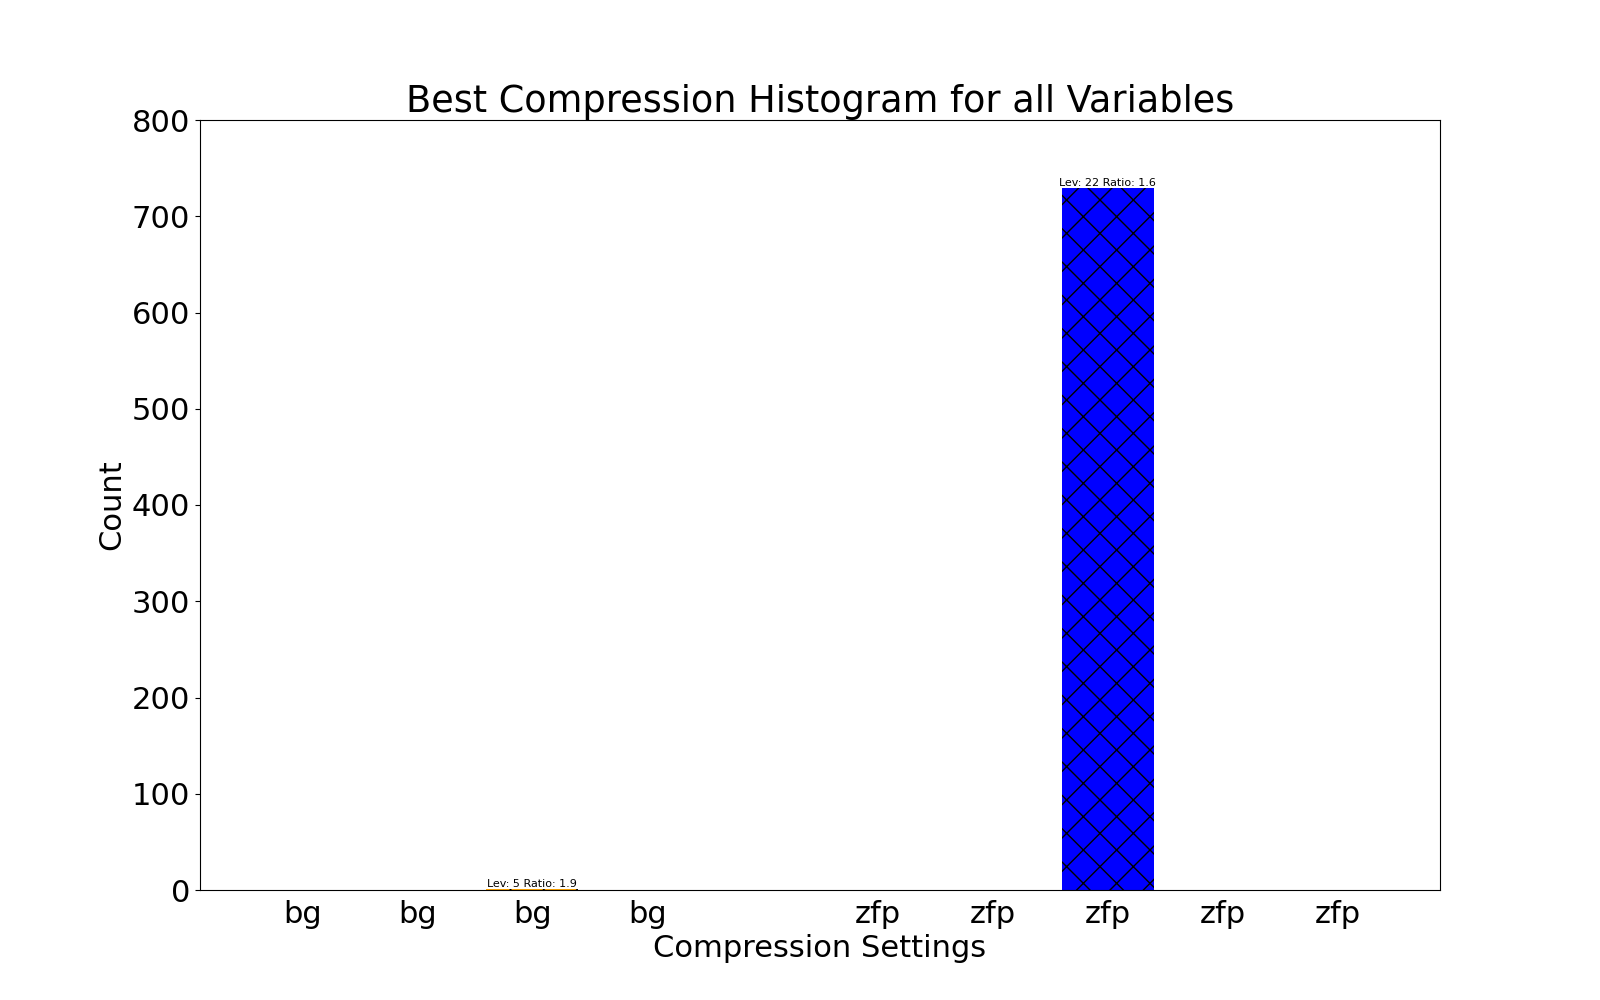 Best Compression Histogram for all Variables
800
700
600
500
400
300
200
100
0
Count
Lev: 22 Ratio: 1.6
Lev: 5 Ratio: 1.9
bg bg bg bg zfp zfp zfp zfp zfp
Compression Settings